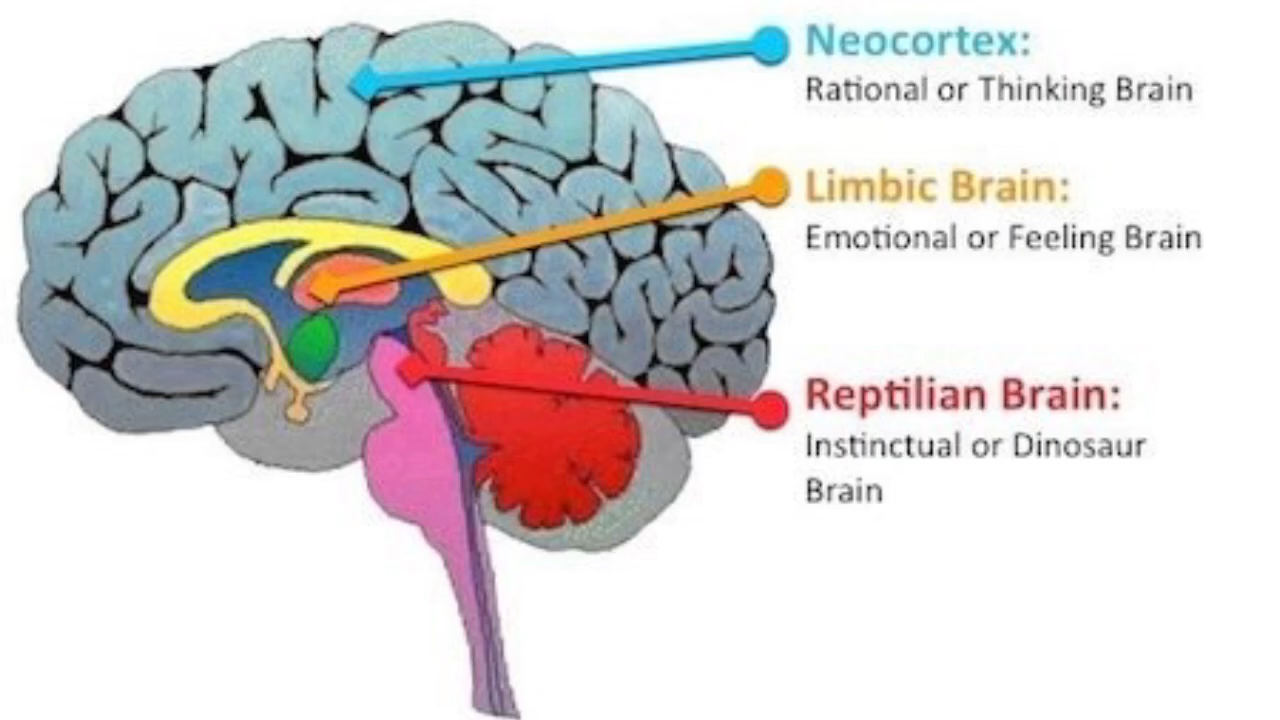 Neocortex:
Rational or Thinking Brain
Limbic Brain:
Emotional or Feeling Brain
Reptilian Brain:
Instinctual or Dinosaur
Brain